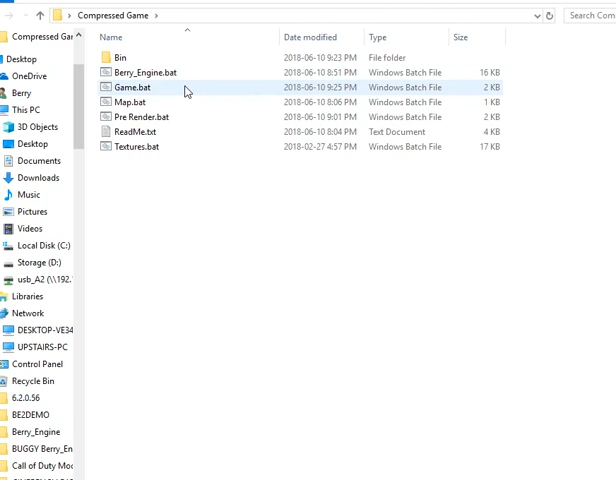 Compressed Game
Search Com
Compressed Gar
Name
Date modified
Type
Size
Desktop
OneDrive
Berry
This PC
3D Objects
Desktop
Documents
Downloads
Music
Pictures
Videos
Local Disk (C:)
Storage (D:)
usb_A2 (\\192.
Libraries
Network
DESKTOP-VE34
UPSTAIRS-PC
Control Panel
Recycle Bin
6.2.0.56
BE2DEMO
Berry_Engine
BUGGY Berry_En
Call of Duty Mod
Bin 2018-06-10 9:23 PM File folder
Berry_Engine.bat 2018-06-10 8:51 PM Windows Batch File 16 KB
Game.bat 2018-06-10 9:25 PM Windows Batch File 2 KB
Map.bat 2018-06-10 8:06 PM Windows Batch File 1 KB
Pre Render.bat 2018-06-10 9:01 PM Windows Batch File 2 KB
ReadMe.txt 2018-06-10 8:04 PM Text Document 4 KB
Textures.bat 2018-02-27 4:57 PM Windows Batch File 17 KB